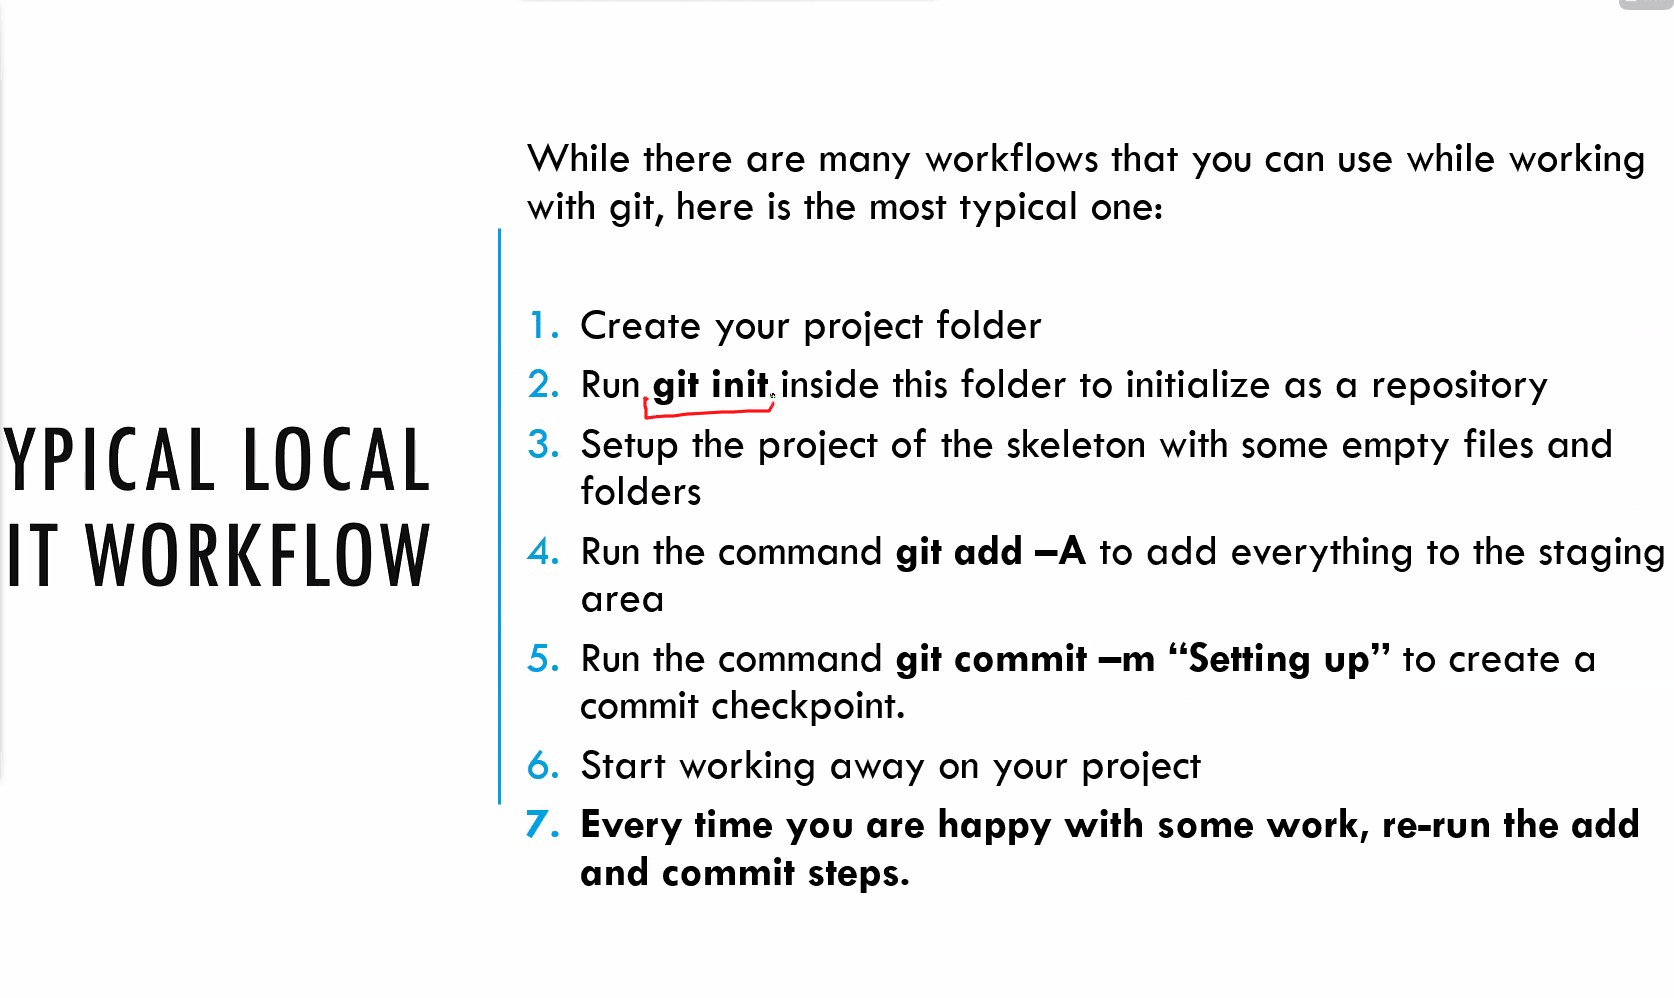 While there are many workflows that you can use while working
with git, here is the most typical one:
1. Create your project folder
2. Run git init inside this folder to initialize as a repository
3. Setup the project of the skeleton with some empty files and
folders
4. Run the command git add –A to add everything to the staging
area
5. Run the command git commit –m “Setting up” to create a
commit checkpoint.
6. Start working away on your project
7. Every time you are happy with some work, re-run the add
and commit steps.
YPICAL LOCAL
IT WORKFLOW